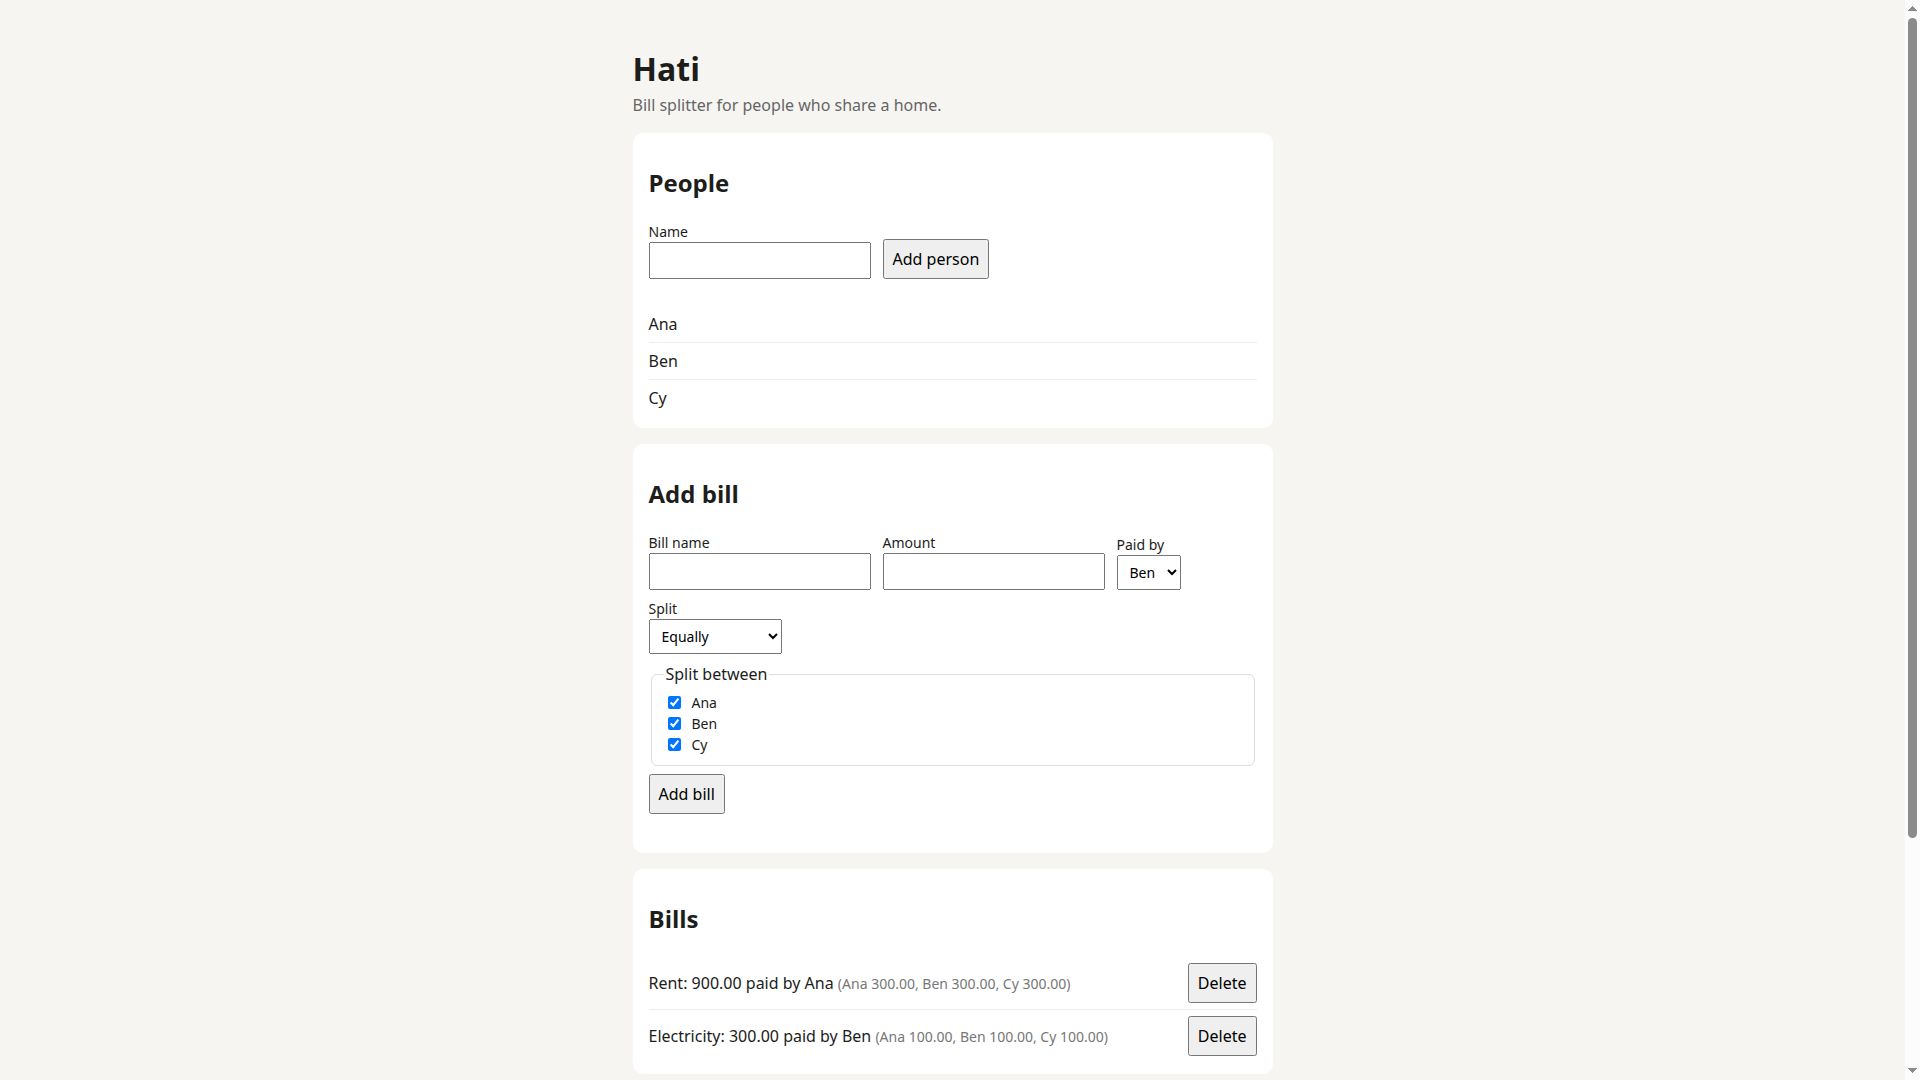 Hati
Bill splitter for people who share a home.
People
Name
Add person
Ana
Ben
Cy
Add bill
Bill name Amount Paid by
Ben
Split
Equally
Split between
Ana
Ben
Cy
Add bill
Bills
Rent: 900.00 paid by Ana (Ana 300.00, Ben 300.00, Cy 300.00) Delete
Electricity: 300.00 paid by Ben (Ana 100.00, Ben 100.00, Cy 100.00) Delete